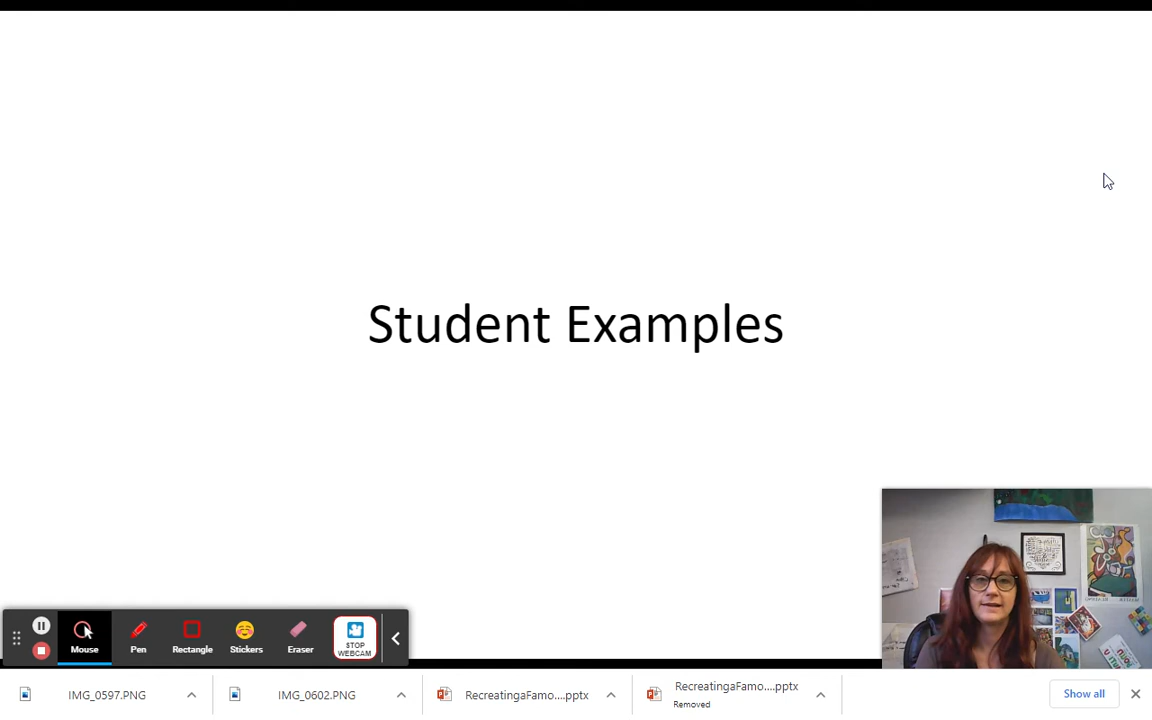 Student Examples
Mouse
Pen
Rectangle
Stickers
Eraser
STOP
WEBCAM
IMG_0597.PNG
IMG_0602.PNG
RecreatingaFamo....pptx
RecreatingaFamo....pptx
Removed
Show all